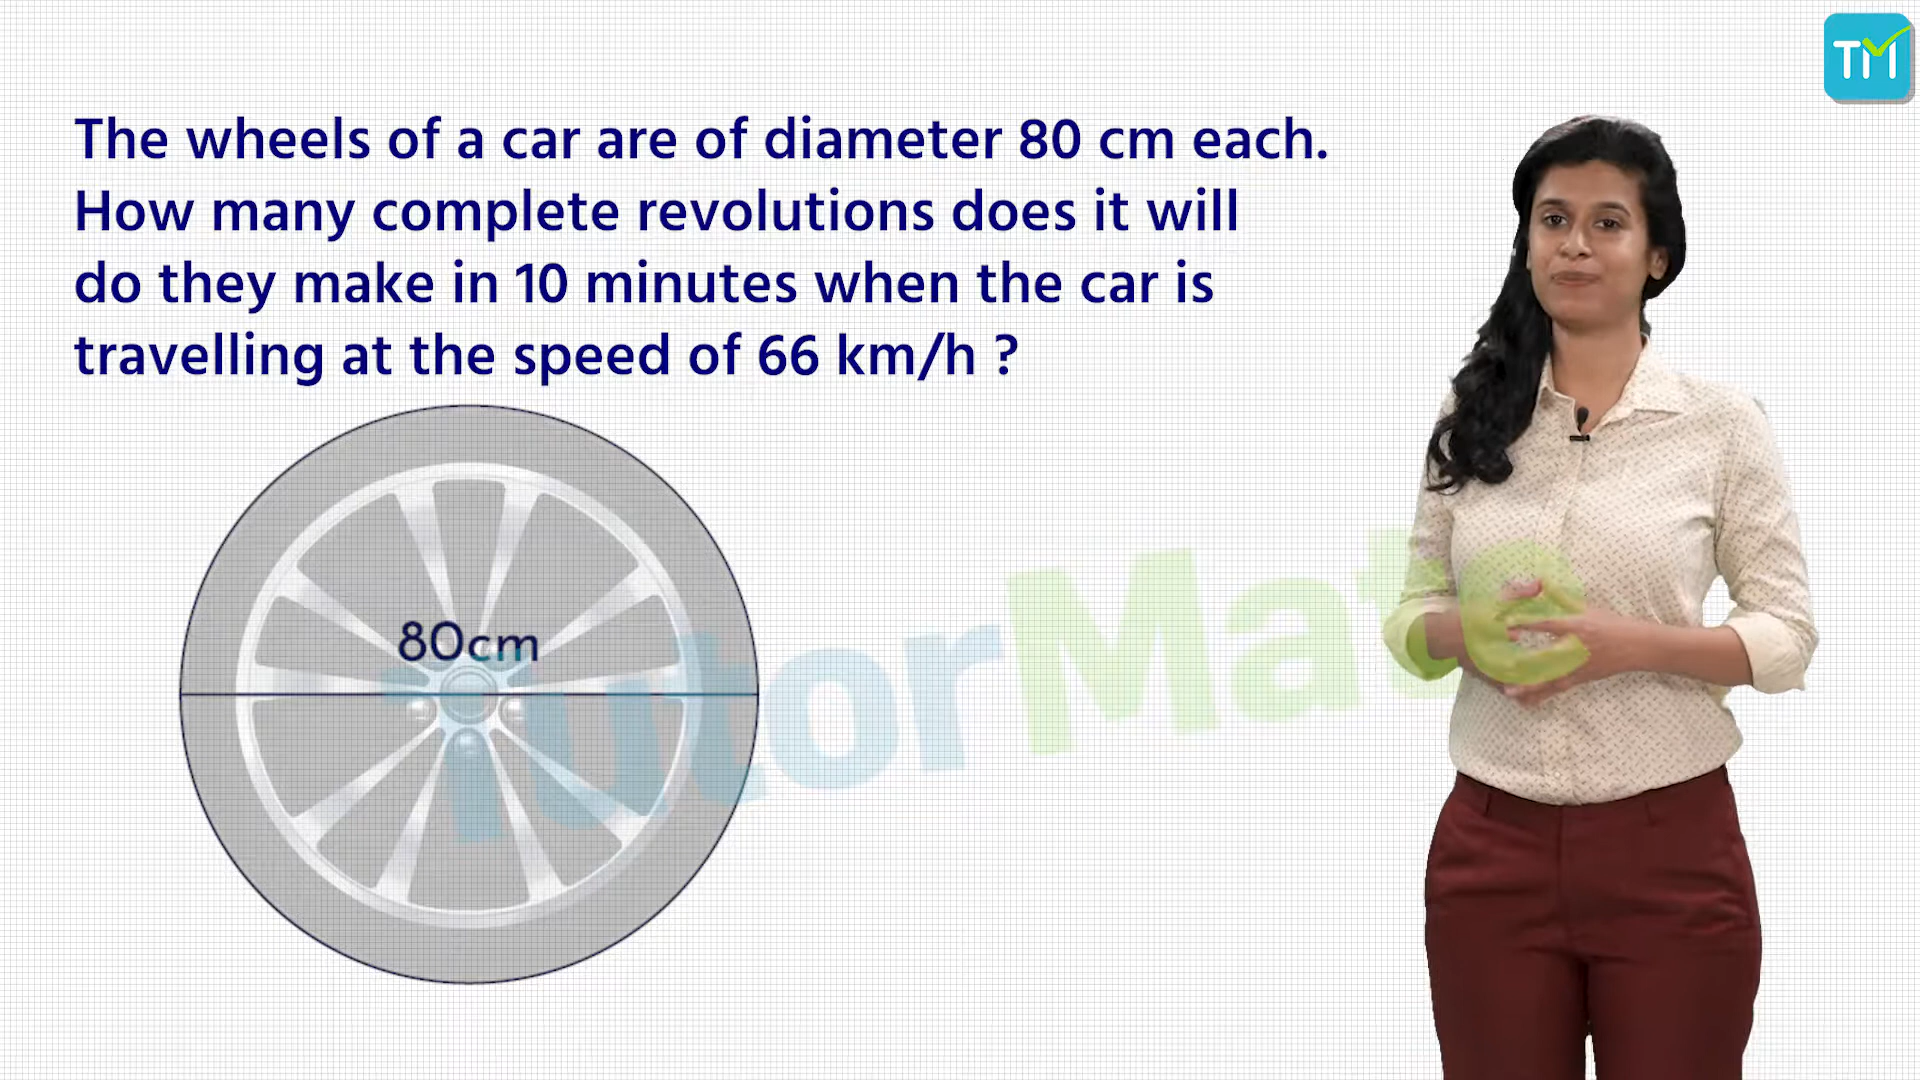 TM
The wheels of a car are of diameter 80 cm each.
How many complete revolutions does it will
do they make in 10 minutes when the car is
travelling at the speed of 66 km/h ?
80cm
TutorMate